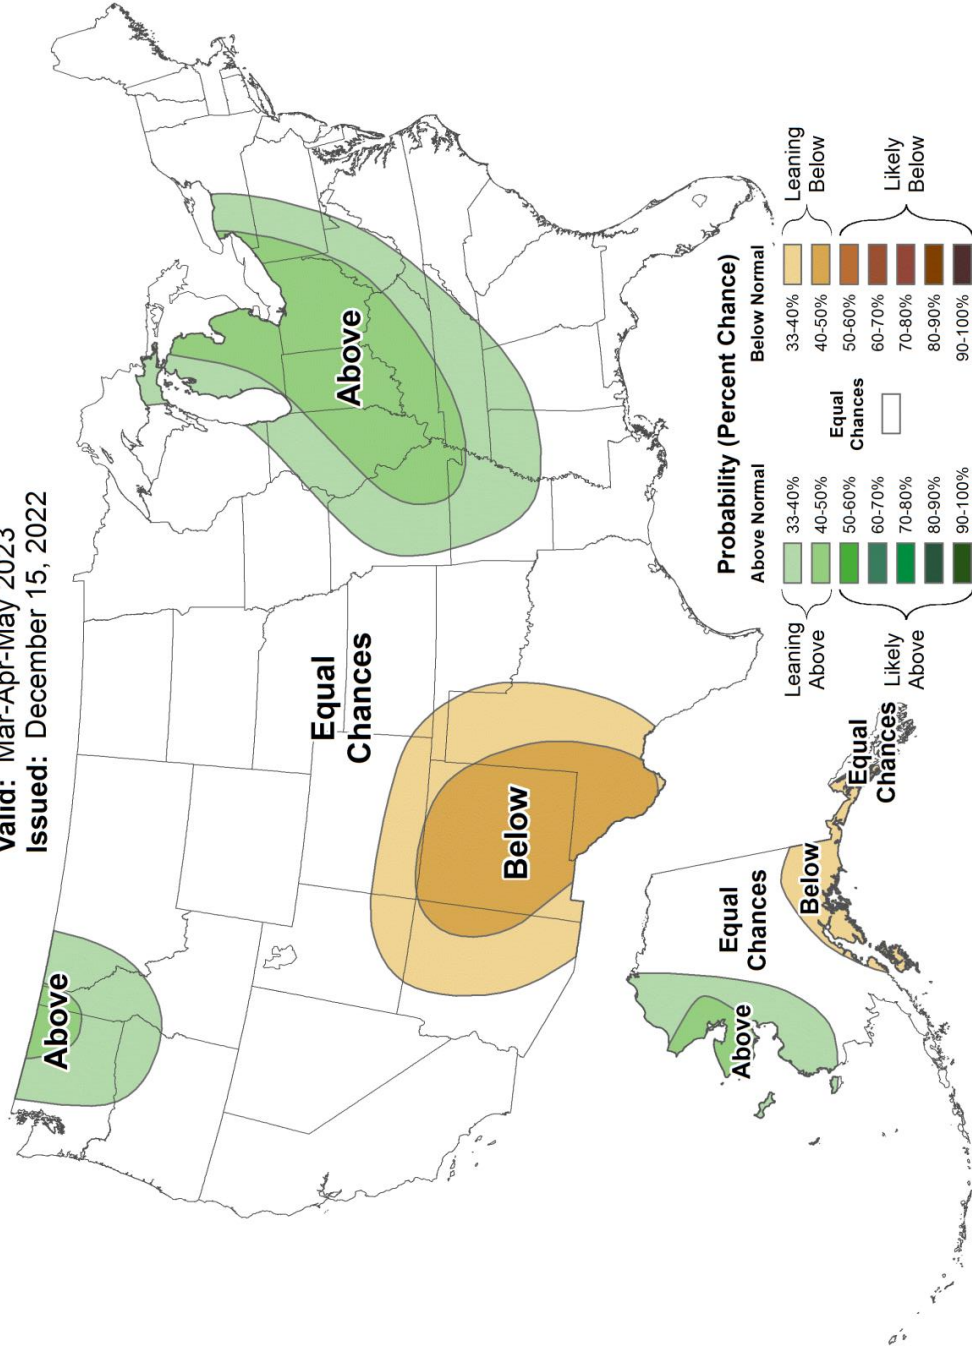 Valid: Mar-Apr-May 2023
Issued: December 15, 2022
Above
Above
Equal
Chances
Below
Above
Equal
Chances
Below
Equal
Chances
Probability (Percent Chance)
Above Normal
Below Normal
Leaning
Above
33-40%
40-50%
Likely
Above
50-60%
60-70%
70-80%
80-90%
90-100%
Equal
Chances
33-40%
40-50%
Leaning
Below
50-60%
60-70%
70-80%
80-90%
90-100%
Likely
Below